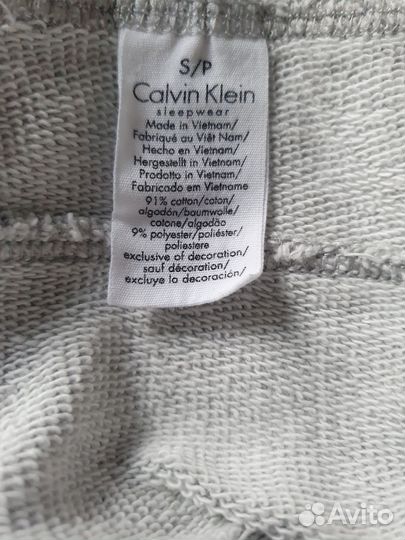 S/P
Calvin Klein
sleepwear
Made in Vietnam/
Fabriqué au Viêt Nam/
Hecho en Vietnam/
Hergestellt in Vietnam/
Prodotto in Vietnam/
Fabricado em Vietname
91% cotton/coton/
algodón/baumwolle/
cotone/algodão
9% polyester/poliéster/
poliestere
exclusive of decoration/
sauf décoration/
excluye la decoración/
Avito